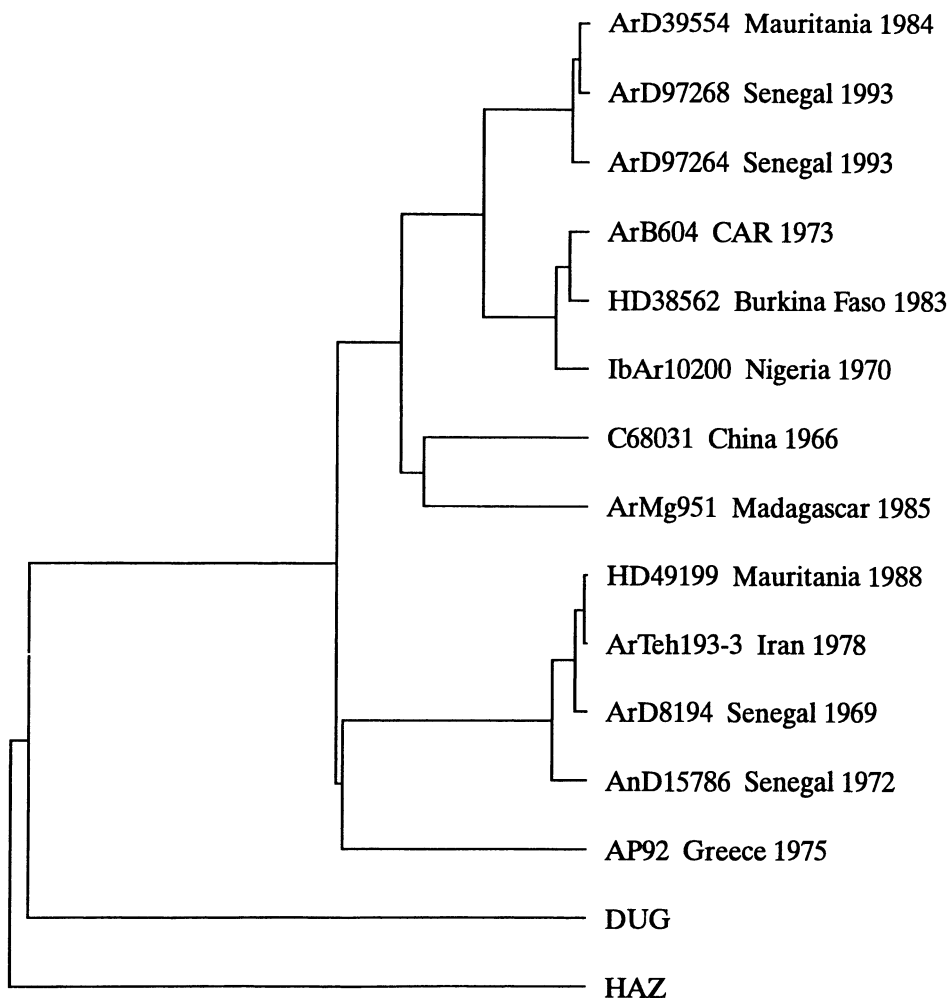 ArD39554 Mauritania 1984
ArD97268 Senegal 1993
ArD97264 Senegal 1993
ArB604 CAR 1973
HD38562 Burkina Faso 1983
IbAr10200 Nigeria 1970
C68031 China 1966
ArMg951 Madagascar 1985
HD49199 Mauritania 1988
ArTeh193-3 Iran 1978
ArD8194 Senegal 1969
AnD15786 Senegal 1972
AP92 Greece 1975
DUG
HAZ